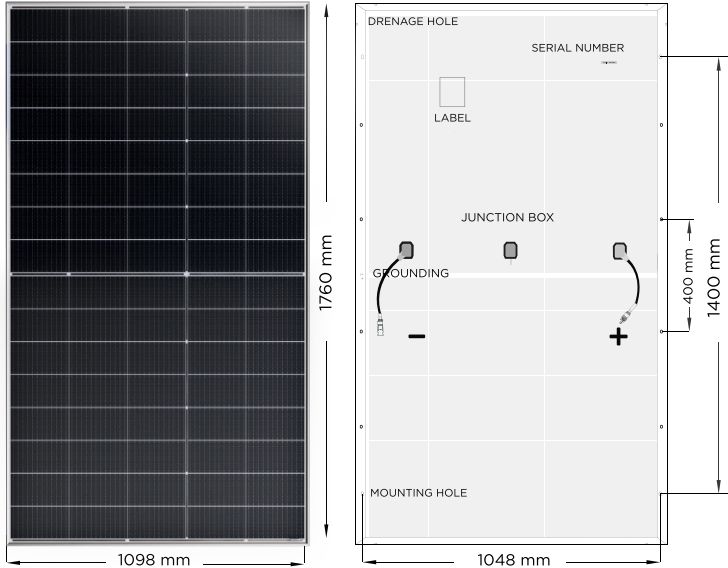 DRENAGE HOLE
SERIAL NUMBER
LABEL
JUNCTION BOX
GROUNDING
1760 mm
400 mm
1400 mm
MOUNTING HOLE
1098 mm
1048 mm